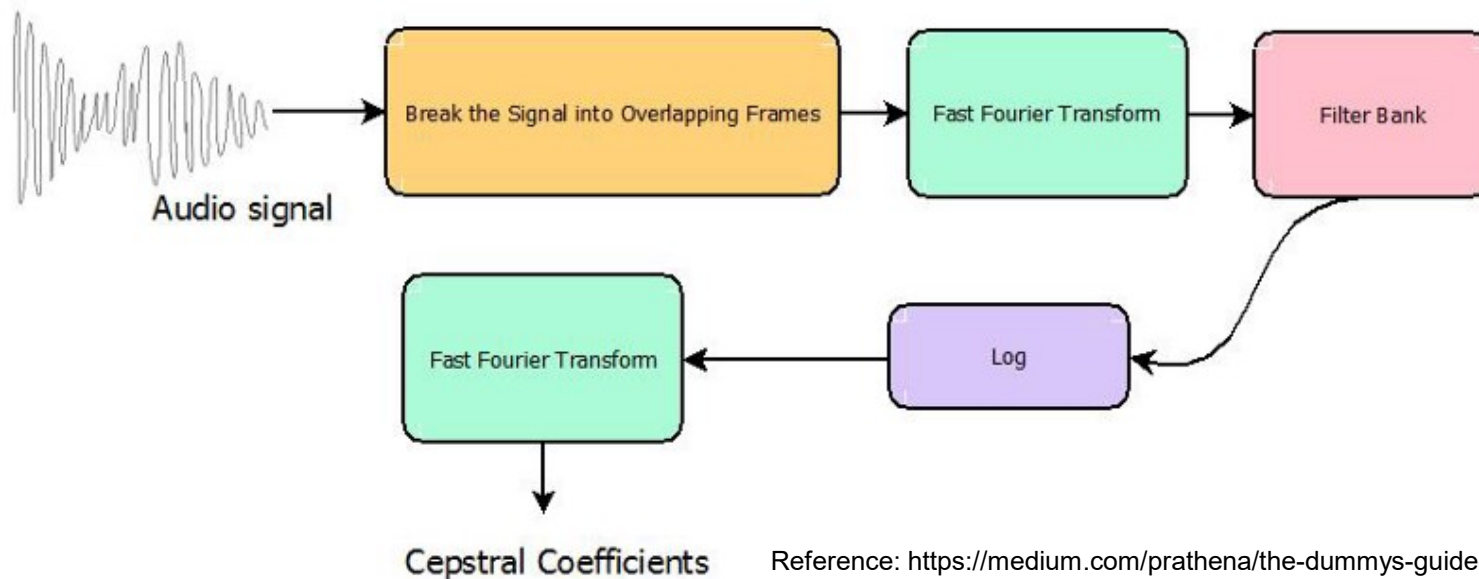 Break the Signal into Overlapping Frames
Fast Fourier Transform
Filter Bank
Audio signal
Fast Fourier Transform
Log
Cepstral Coefficients
Reference: https://medium.com/prathena/the-dummys-guide